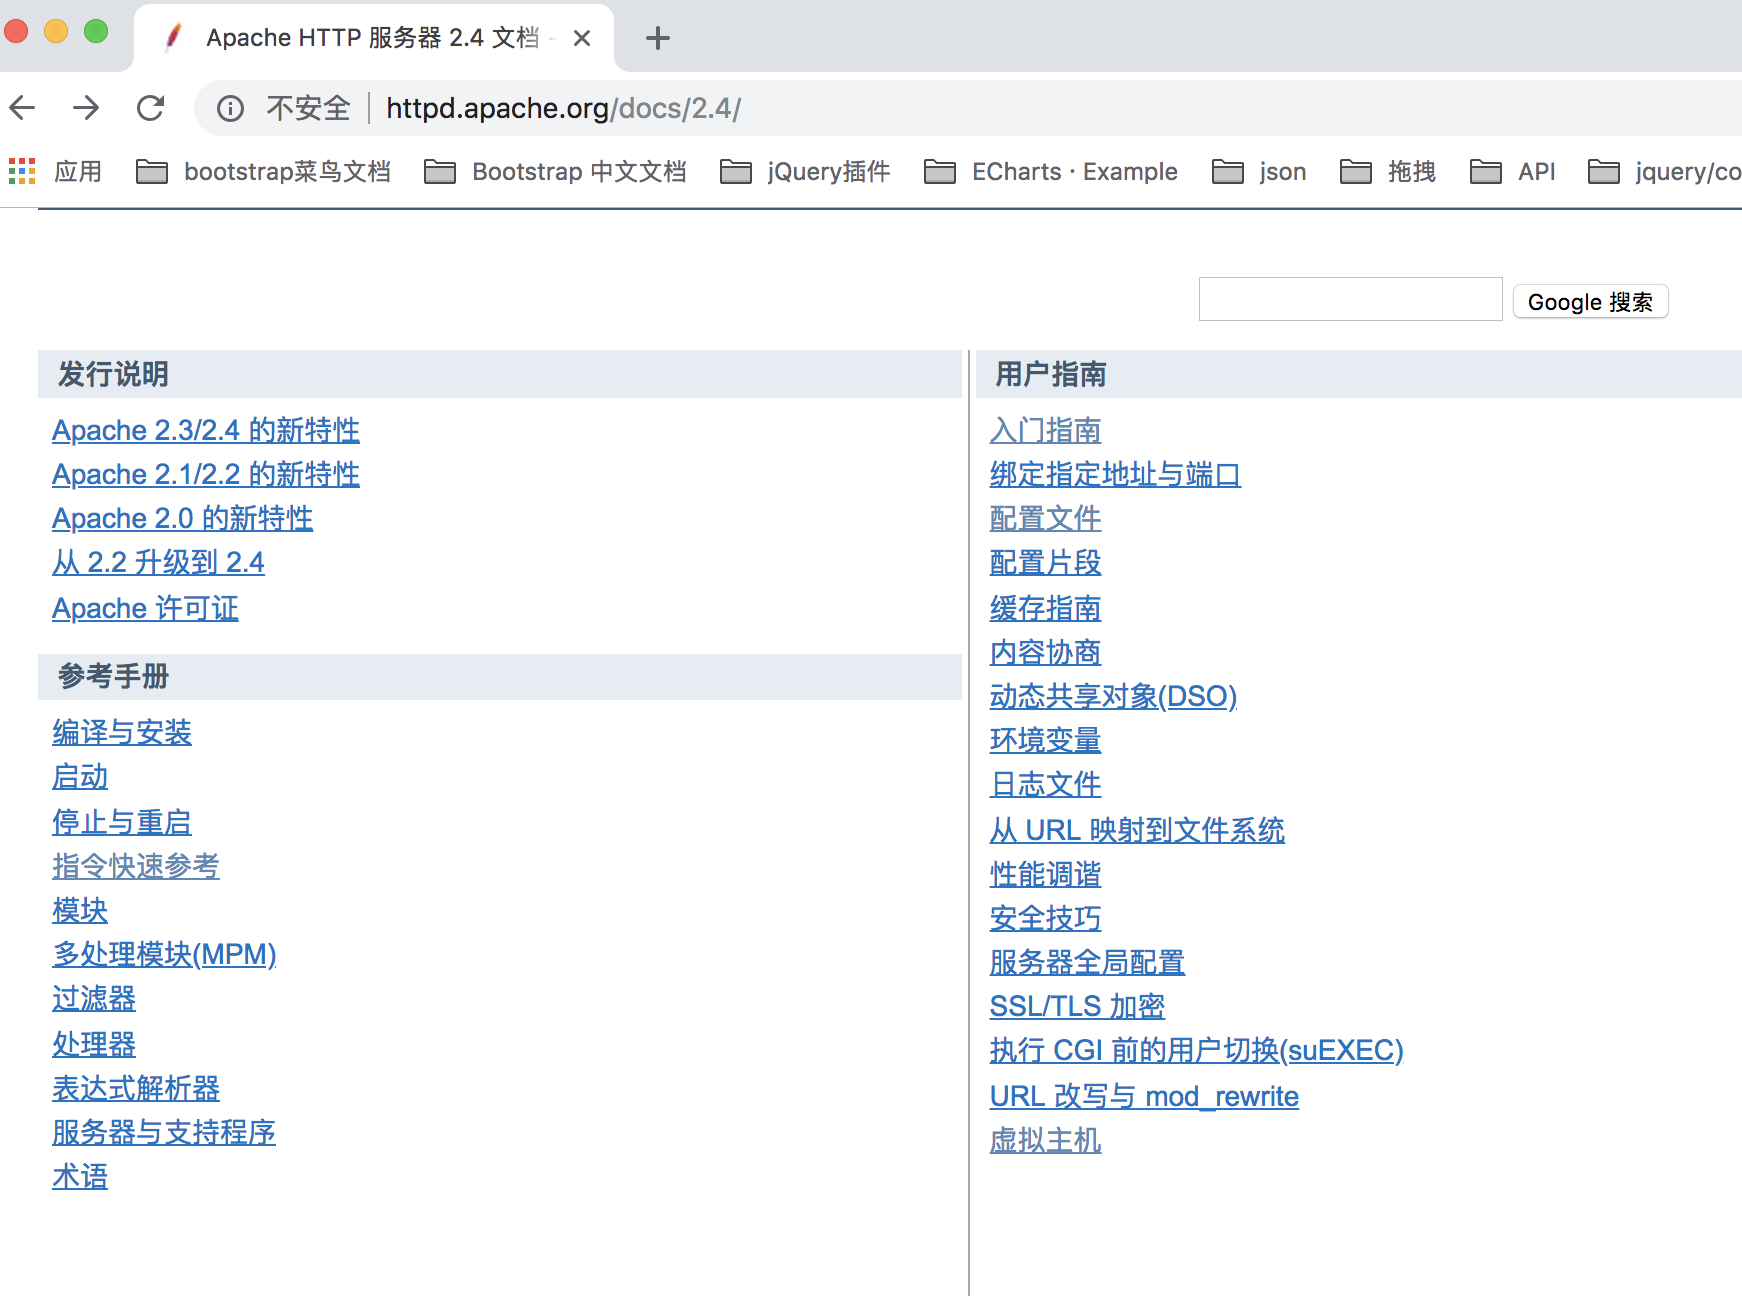 Apache HTTP 服务器 2.4 文档 -
不安全 httpd.apache.org/docs/2.4/
应用 bootstrap菜鸟文档 Bootstrap 中文文档 jQuery插件 ECharts · Example json 拖拽 API jquery/co
Google 搜索
发行说明
Apache 2.3/2.4 的新特性
Apache 2.1/2.2 的新特性
Apache 2.0 的新特性
从 2.2 升级到 2.4
Apache 许可证
参考手册
编译与安装
启动
停止与重启
指令快速参考
模块
多处理模块(MPM)
过滤器
处理器
表达式解析器
服务器与支持程序
术语
用户指南
入门指南
绑定指定地址与端口
配置文件
配置片段
缓存指南
内容协商
动态共享对象(DSO)
环境变量
日志文件
从 URL 映射到文件系统
性能调谐
安全技巧
服务器全局配置
SSL/TLS 加密
执行 CGI 前的用户切换(suEXEC)
URL 改写与 mod_rewrite
虚拟主机